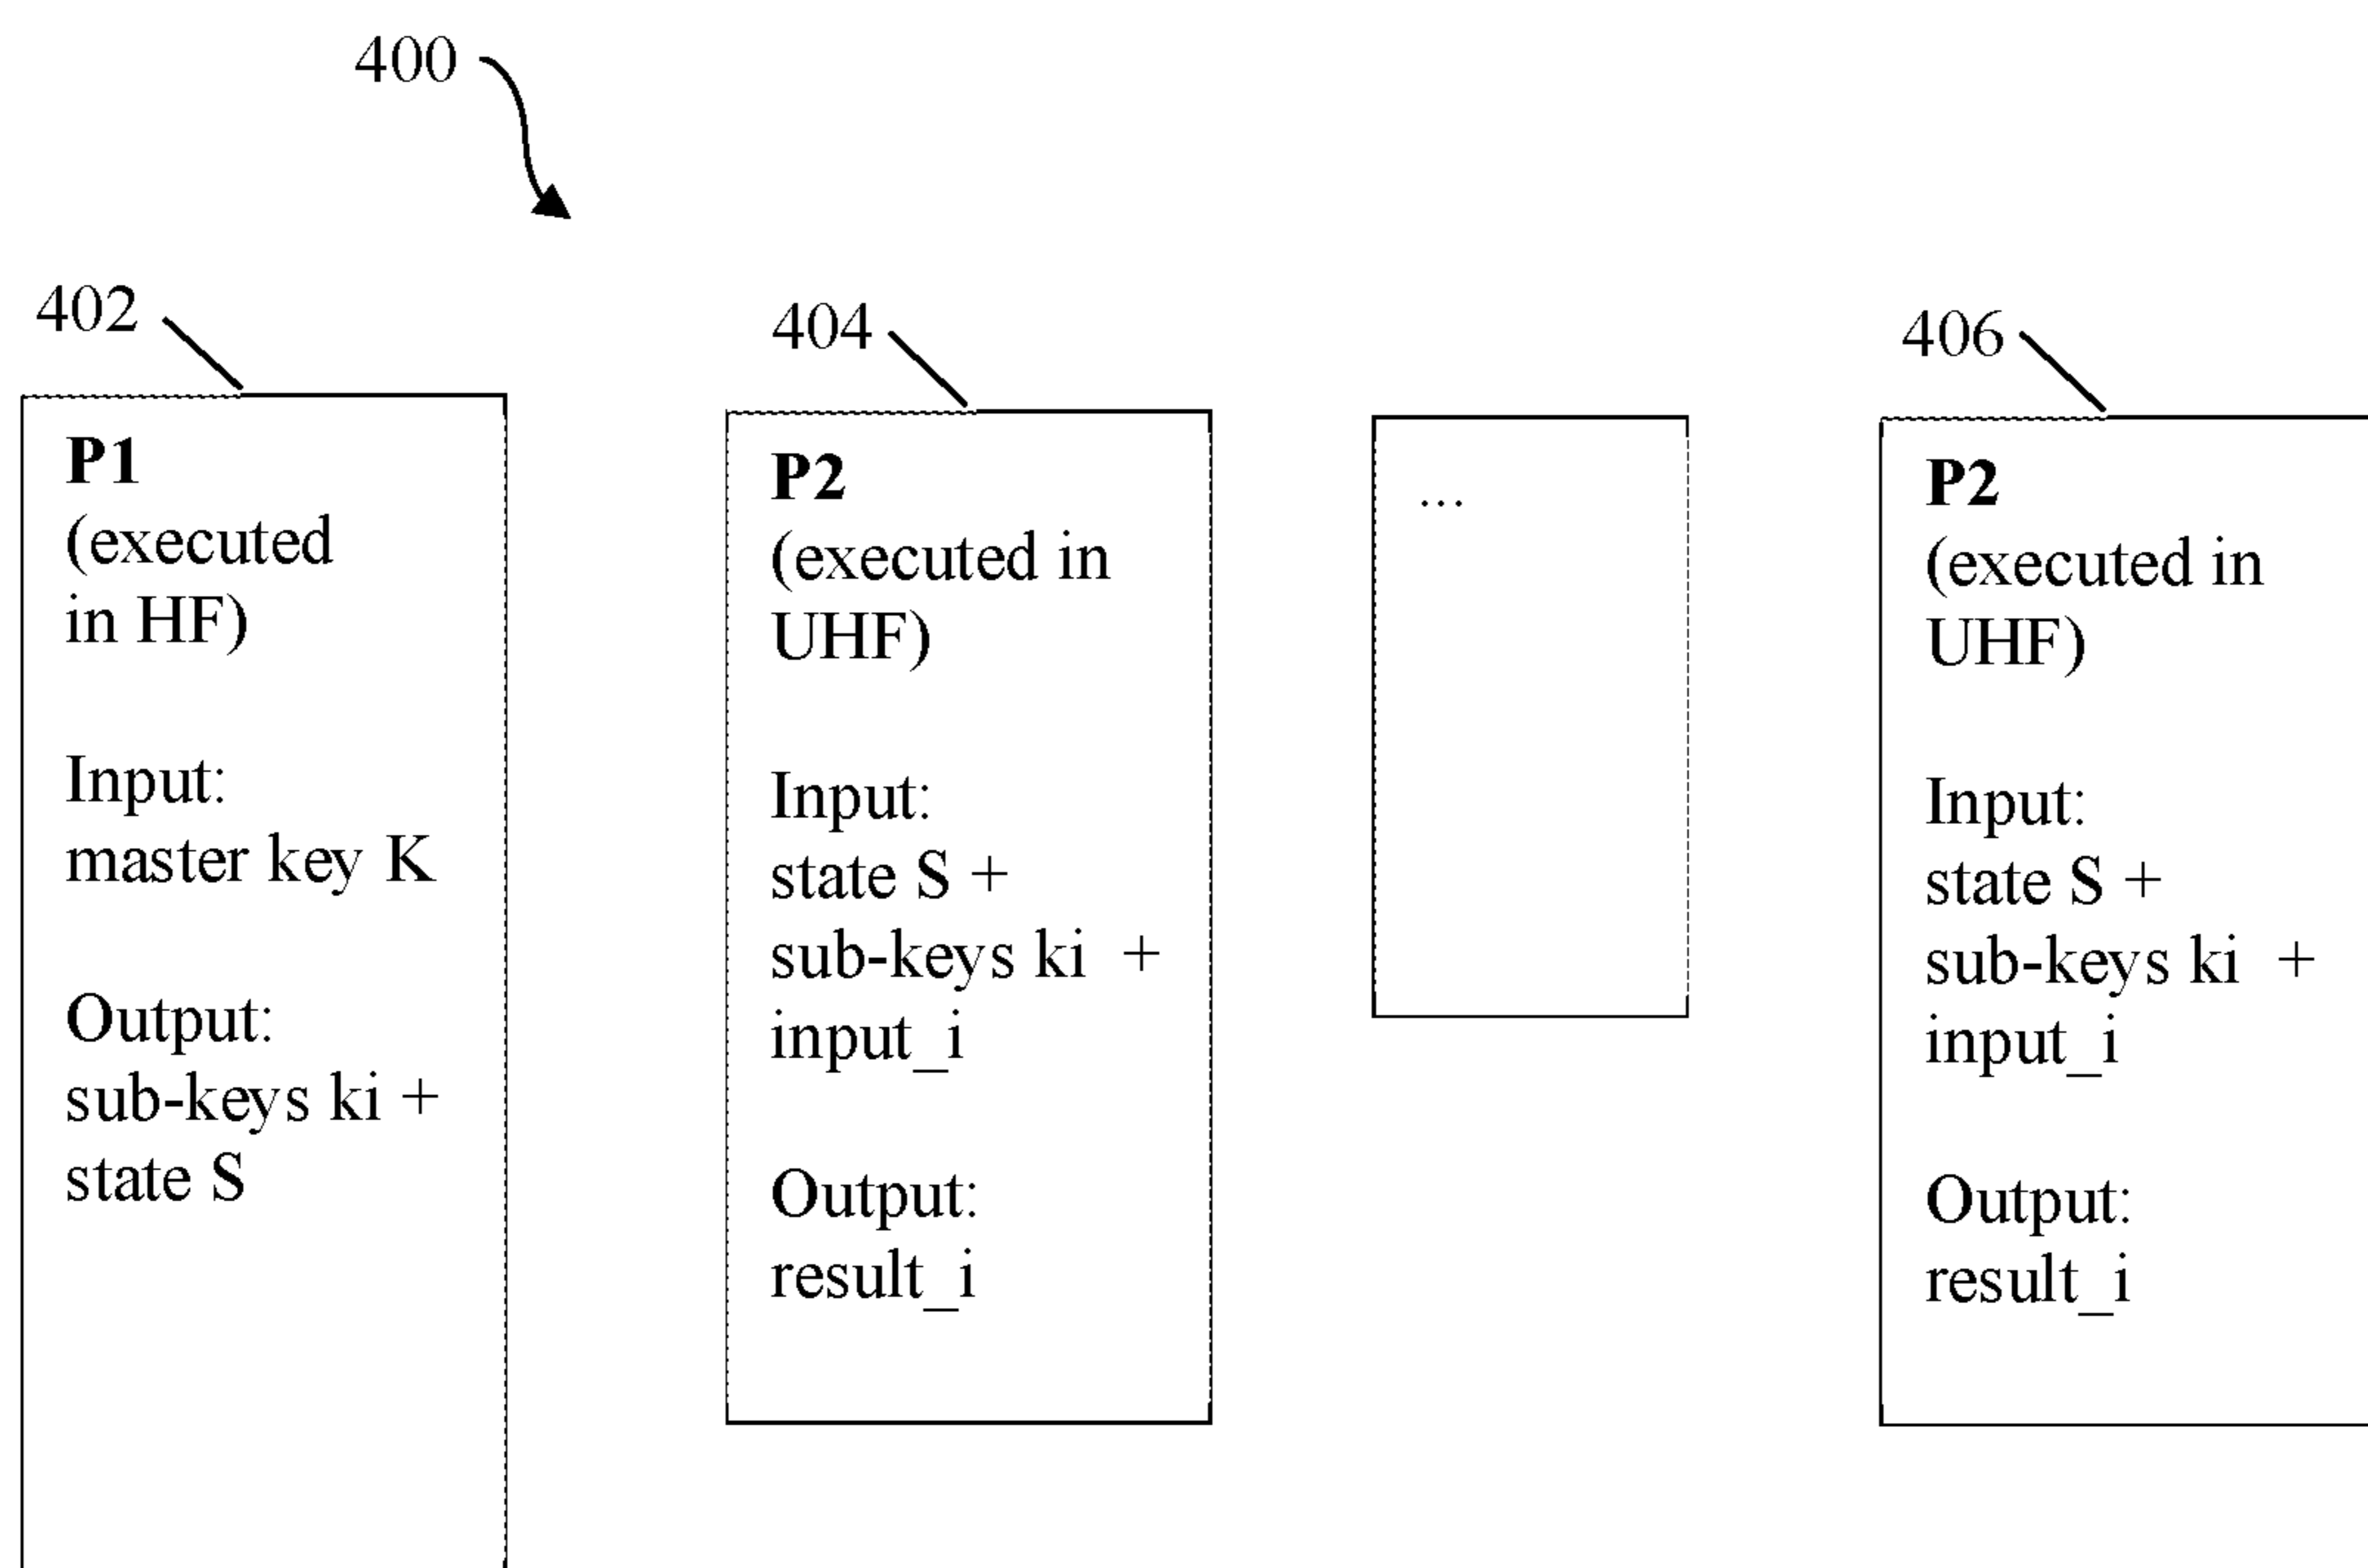 400
402
P1
(executed
in HF)
Input:
master key K
Output:
sub-keys ki +
state S
404
P2
(executed in
UHF)
Input:
state S +
sub-keys ki +
input_i
Output:
result_i
...
406
P2
(executed in
UHF)
Input:
state S +
sub-keys ki +
input_i
Output:
result_i